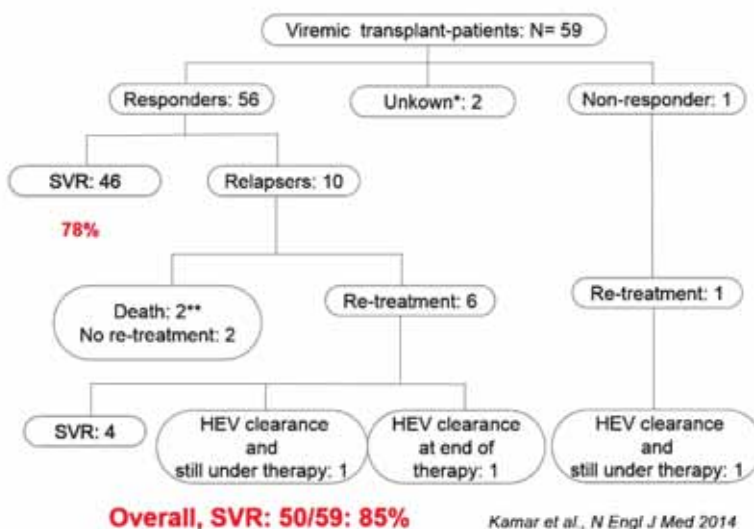 Viremic transplant-patients: N= 59
Responders: 56
Unkown*: 2
Non-responder: 1
SVR: 46
Relapsers: 10
78%
Death: 2**
No re-treatment: 2
Re-treatment: 6
Re-treatment: 1
SVR: 4
HEV clearance
and
still under therapy: 1
HEV clearance
at end of
therapy: 1
HEV clearance
and
still under therapy: 1
Overall, SVR: 50/59: 85%
Kamar et al., N Engl J Med 2014